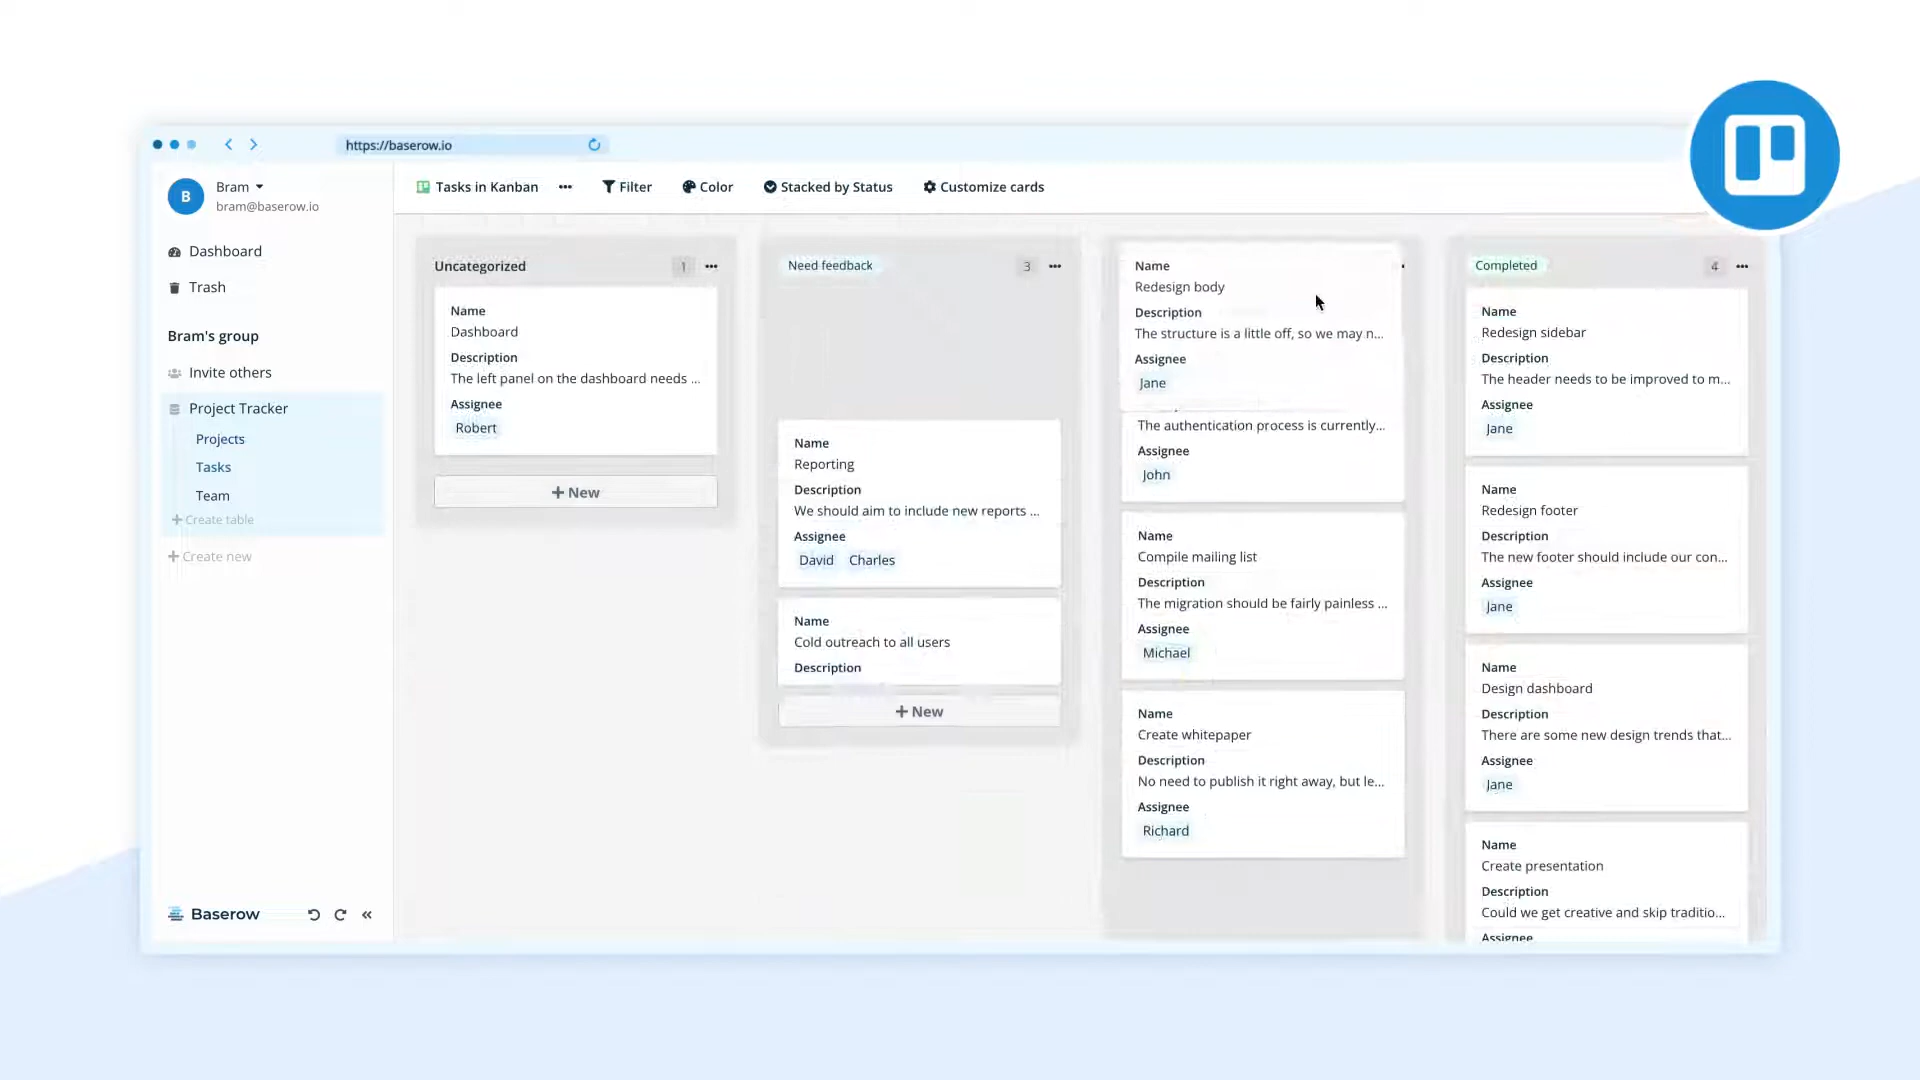 https://baserow.io
B
Bram
bram@baserow.io
Dashboard
Trash
Bram's group
Invite others
Project Tracker
Projects
Tasks
Team
Create table
Create new
Baserow
Tasks in Kanban
Filter
Color
Stacked by Status
Customize cards
Uncategorized
1
Name
Dashboard
Description
The left panel on the dashboard needs ...
Assignee
Robert
New
Need feedback
3
Name
Reporting
Description
We should aim to include new reports ...
Assignee
David Charles
Name
Cold outreach to all users
Description
New
Name
Redesign body
Description
The structure is a little off, so we may n...
Assignee
Jane
The authentication process is currently...
Assignee
John
Name
Compile mailing list
Description
The migration should be fairly painless ...
Assignee
Michael
Name
Create whitepaper
Description
No need to publish it right away, but le...
Assignee
Richard
Completed
4
Name
Redesign sidebar
Description
The header needs to be improved to m...
Assignee
Jane
Name
Redesign footer
Description
The new footer should include our con...
Assignee
Jane
Name
Design dashboard
Description
There are some new design trends that...
Assignee
Jane
Name
Create presentation
Description
Could we get creative and skip traditio...
Assignee